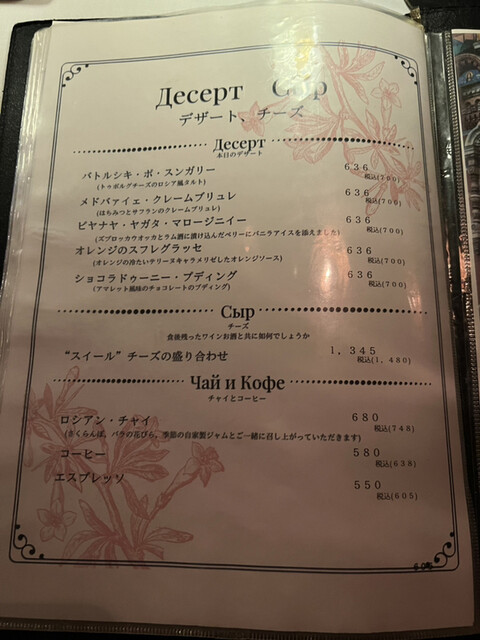 Десерт Сыр
デザート、チーズ
Десерт
本日のデザート
バトルシキ・ポ・スンガリー 636
(トゥボルグチーズのロシア風タルト) 税込(700)
メドバァイェ・クレームブリュレ 636
(はちみつとサフランのクレームブリュレ) 税込(700)
ピヤナヤ・ヤガタ・マロージニイー 636
(ズブロッカウオッカとラム酒に漬け込んだベリーにバニラアイスを添えました) 税込(700)
オレンジのスフレグラッセ 636
(オレンジの冷たいテリーヌキャラメリゼしたオレンジソース) 税込(700)
ショコラドゥーニー・プディング 636
(アマレット風味のチョコレートのプディング) 税込(700)
Сыр
チーズ
食後残ったワインお酒と共に如何でしょうか
“スイール”チーズの盛り合わせ 1,345
税込(1,480)
Чай и Кофе
チャイとコーヒー
ロシアン・チャイ 680
(さくらんぼ、バラの花びら、季節の自家製ジャムとご一緒に召し上がっていただきます) 税込(748)
コーヒー 580
税込(638)
エスプレッソ 550
税込(605)